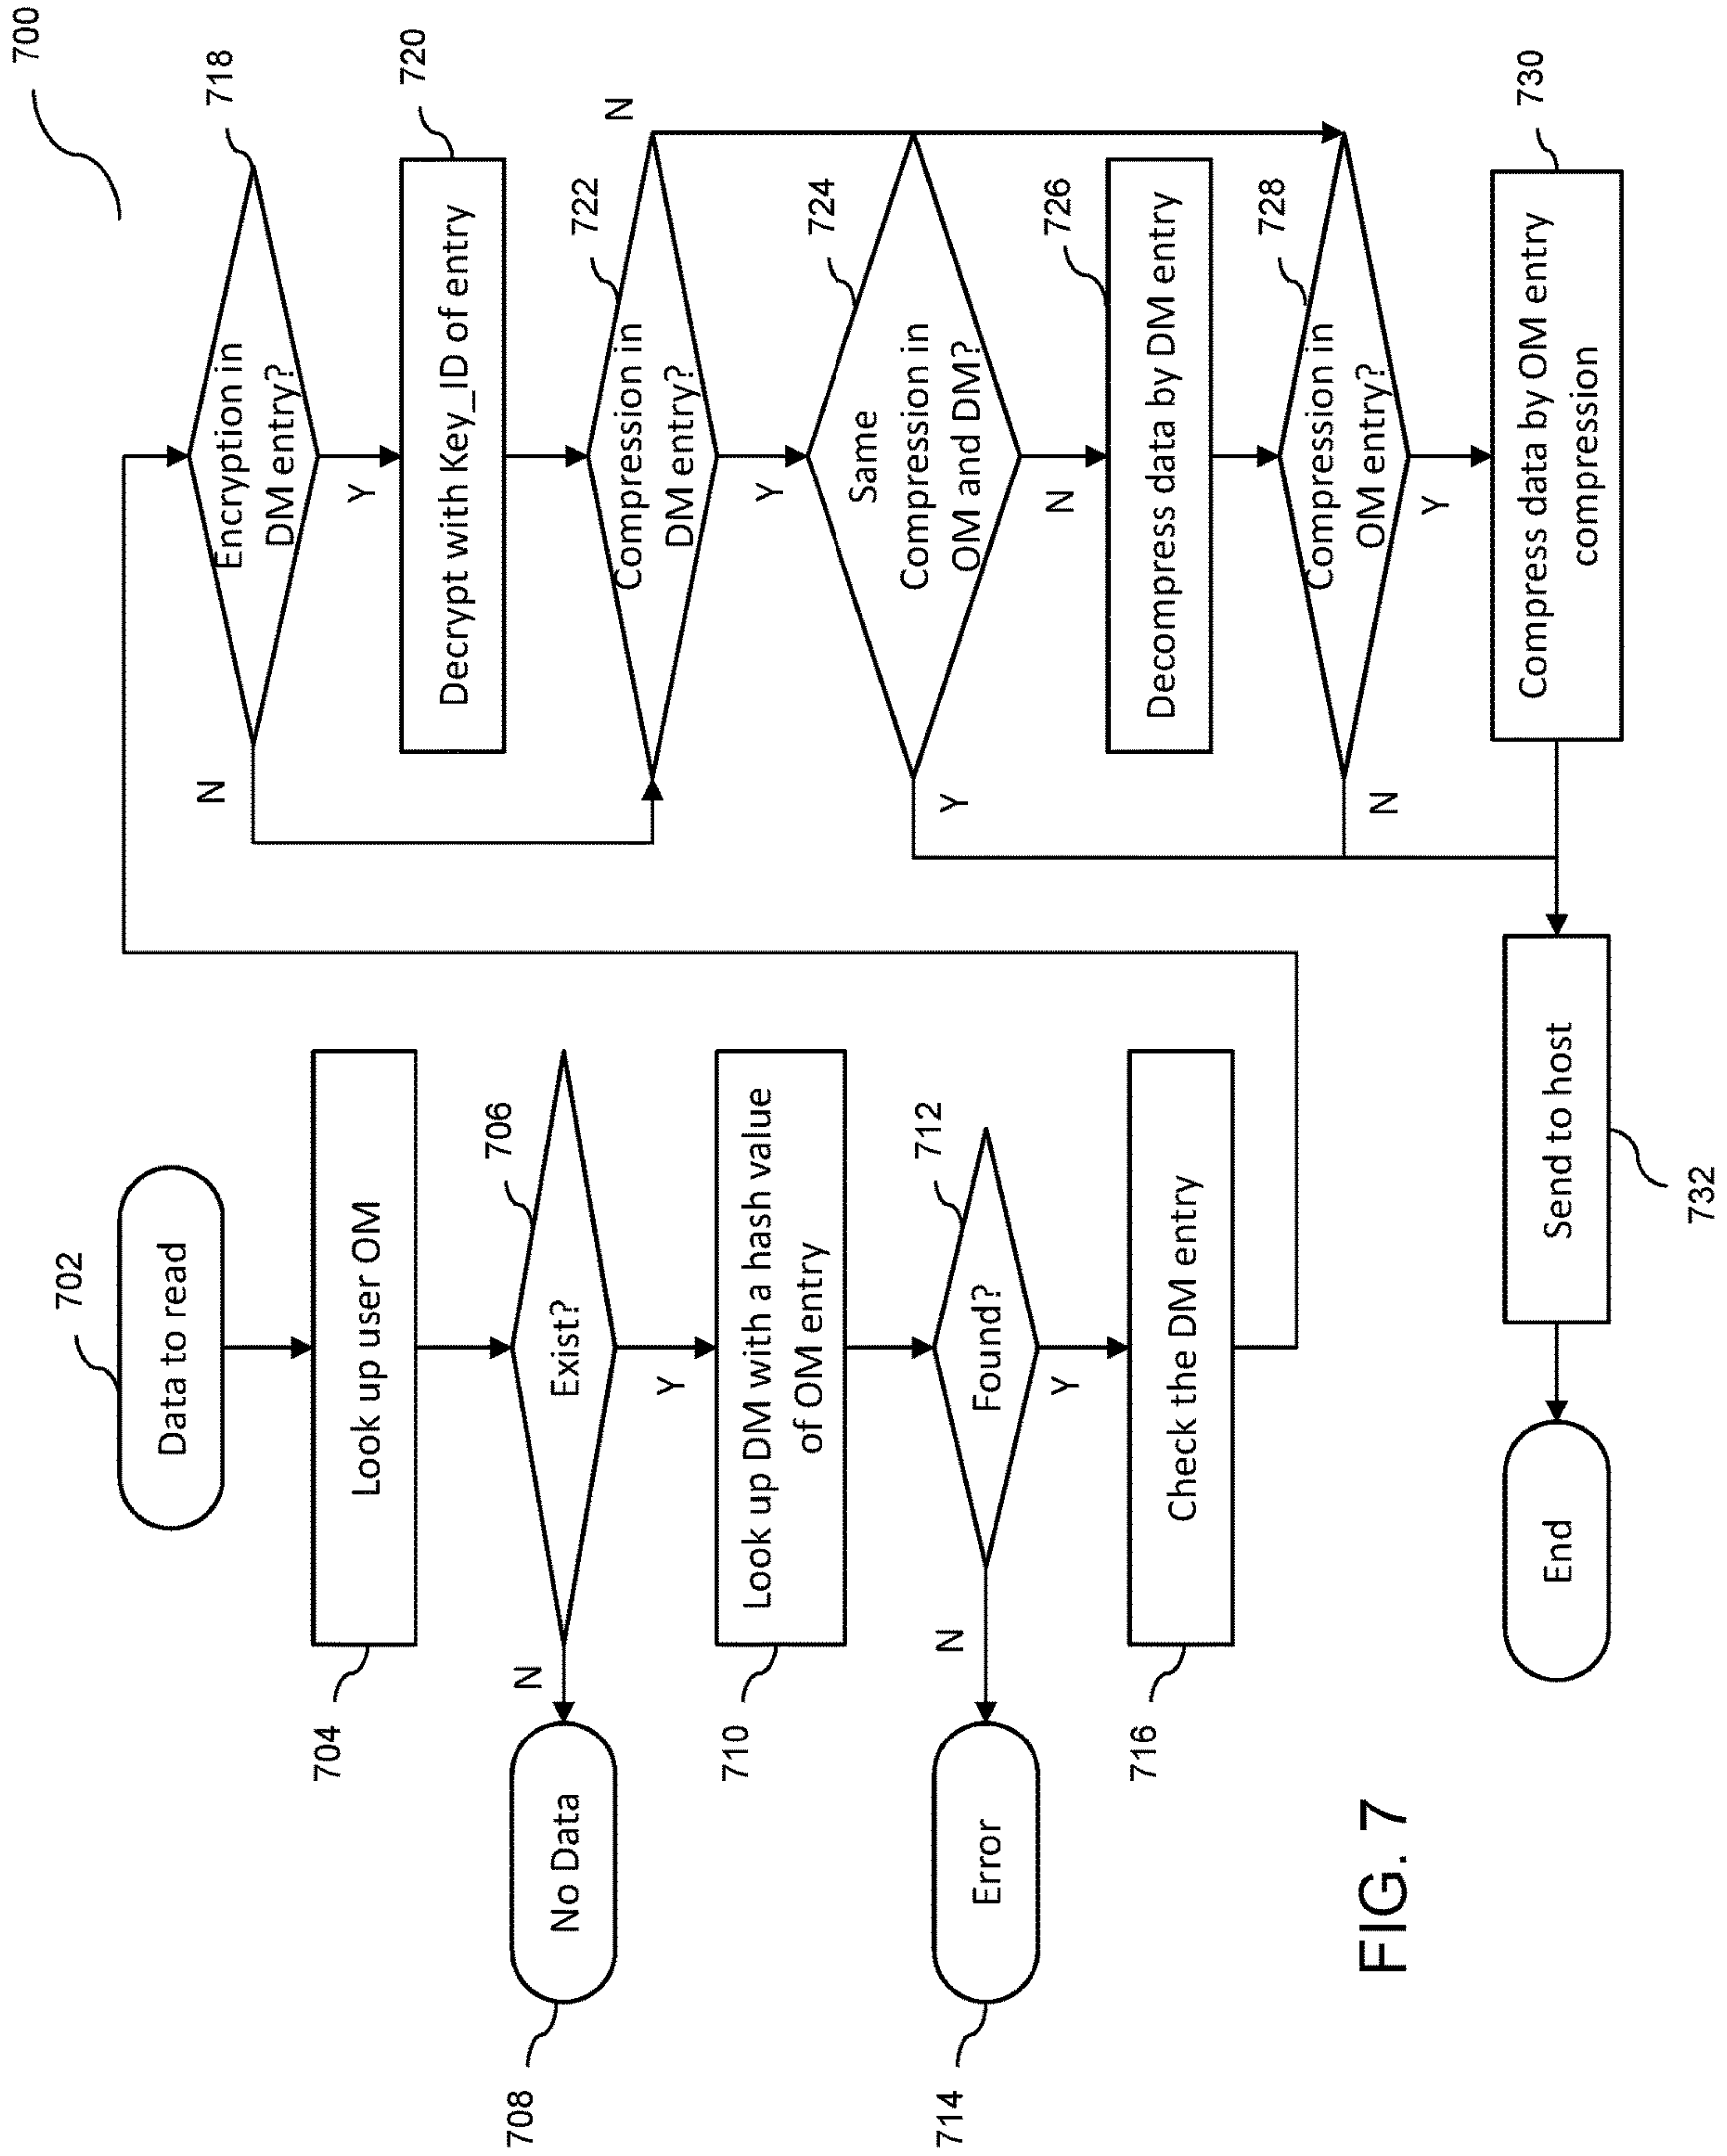 700
702
Data to read
Look up user OM
704
Exist?
706
N
No Data
708
Y
Look up DM with a hash value
of OM entry
710
Found?
712
N
Error
714
Y
Check the DM entry
716
Encryption in
DM entry?
718
N
Y
Decrypt with Key_ID of entry
720
Compression in
DM entry?
722
N
Y
Same
Compression in
OM and DM?
724
Y
N
Decompress data by DM entry
726
Compression in
OM entry?
728
N
Y
Compress data by OM entry
compression
730
Send to host
732
End
FIG. 7